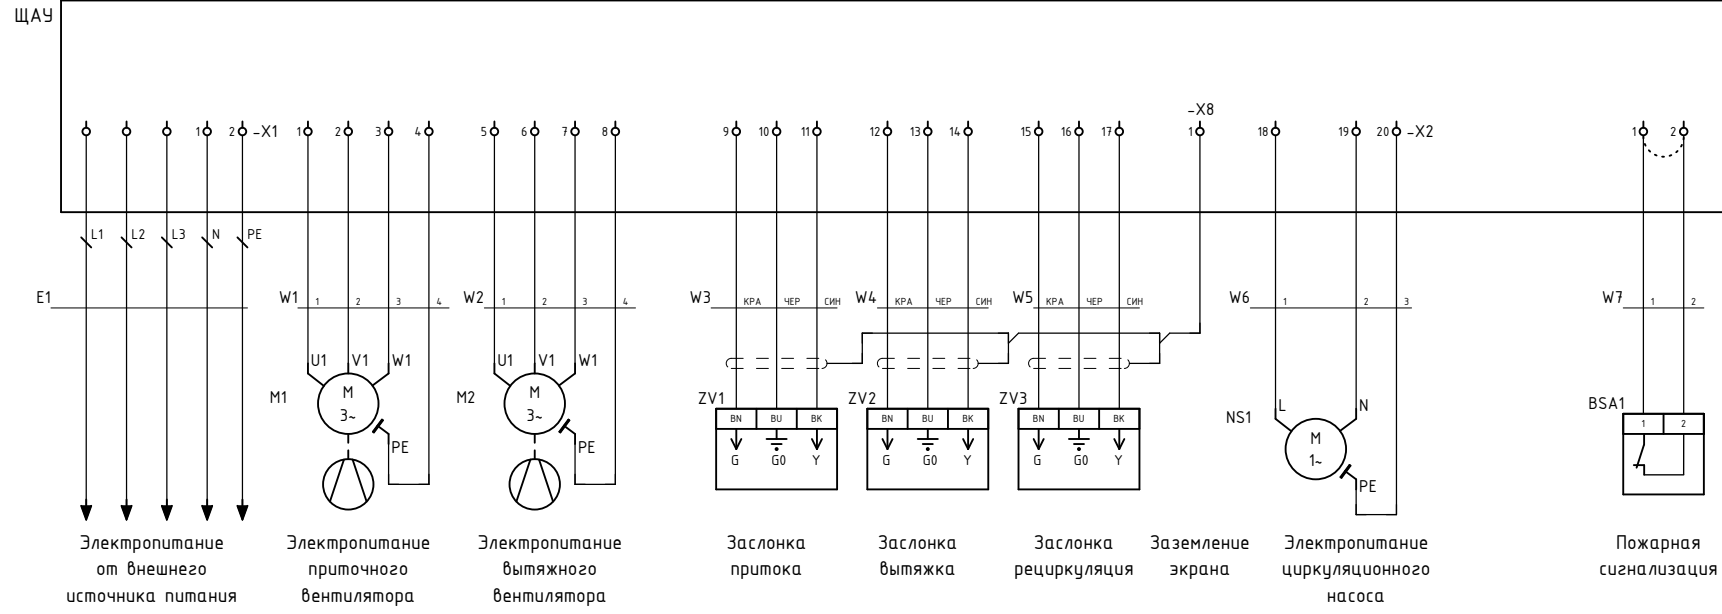 ЩАУ
-X8
1 2 -X1 1 2 3 4 5 6 7 8 9 10 11 12 13 14 15 16 17 1 18 19 20 -X2 1 2
L1 L2 L3 N PE
E1 W1 1 2 3 4 W2 1 2 3 4 W3 КРА ЧЕР СИН W4 КРА ЧЕР СИН W5 КРА ЧЕР СИН W6 1 2 3 W7 1 2
U1 V1 W1 U1 V1 W1
M1 M 3~ M2 M 3~ ZV1 ZV2 ZV3 NS1 L N BSA1
BN BU BK BN BU BK BN BU BK 1 2
PE PE G G0 Y G G0 Y G G0 Y M 1~
PE
Электропитание Электропитание Электропитание Заслонка Заслонка Заслонка Заземление Электропитание Пожарная
от внешнего приточного вытяжного притока вытяжка рециркуляция экрана циркуляционного сигнализация
источника питания вентилятора вентилятора насоса